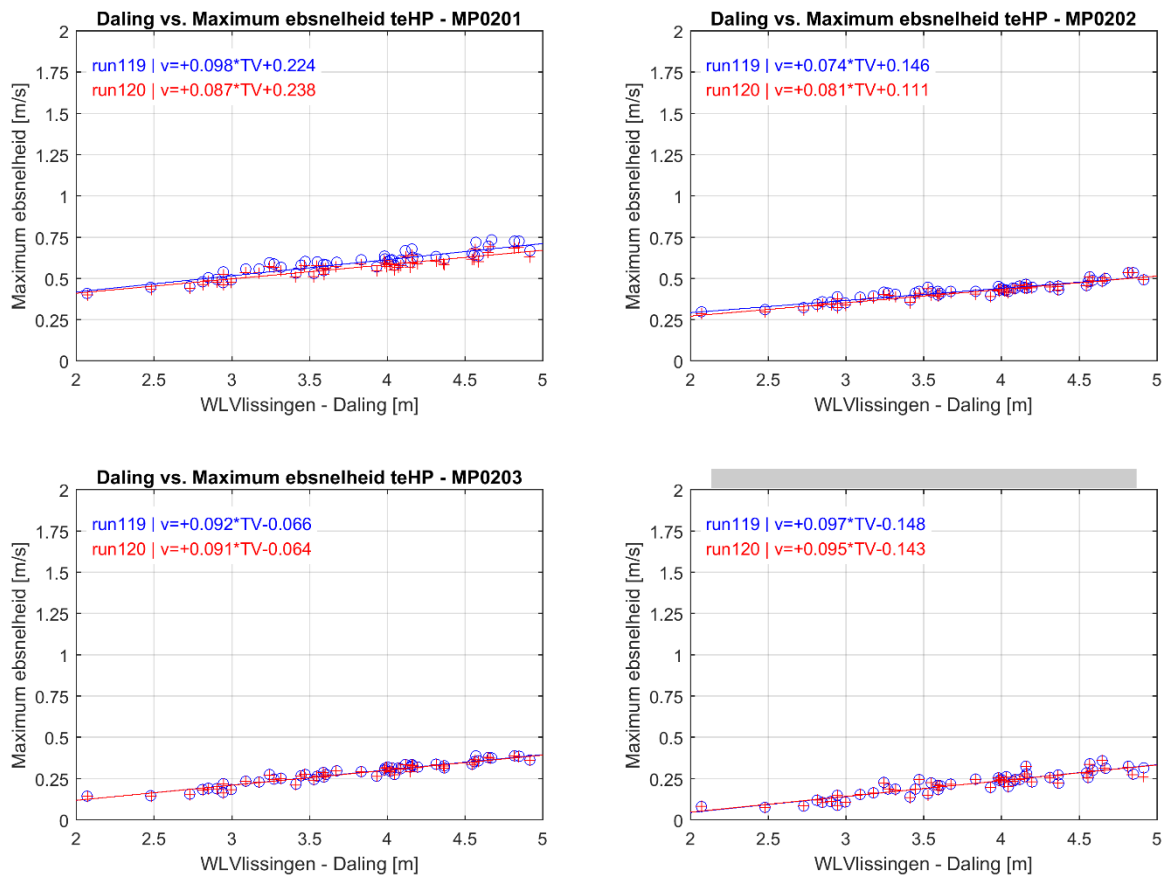 Daling vs. Maximum ebsnelheid teHP - MP0201
2
1.75
1.5
1.25
1
0.75
0.5
0.25
0
Maximum ebsnelheid [m/s]
run119 | v=+0.098*TV+0.224
run120 | v=+0.087*TV+0.238
2 2.5 3 3.5 4 4.5 5
WLVlissingen - Daling [m]
Daling vs. Maximum ebsnelheid teHP - MP0202
2
1.75
1.5
1.25
1
0.75
0.5
0.25
0
Maximum ebsnelheid [m/s]
run119 | v=+0.074*TV+0.146
run120 | v=+0.081*TV+0.111
2 2.5 3 3.5 4 4.5 5
WLVlissingen - Daling [m]
Daling vs. Maximum ebsnelheid teHP - MP0203
2
1.75
1.5
1.25
1
0.75
0.5
0.25
0
Maximum ebsnelheid [m/s]
run119 | v=+0.092*TV-0.066
run120 | v=+0.091*TV-0.064
2 2.5 3 3.5 4 4.5 5
WLVlissingen - Daling [m]
2
1.75
1.5
1.25
1
0.75
0.5
0.25
0
Maximum ebsnelheid [m/s]
run119 | v=+0.097*TV-0.148
run120 | v=+0.095*TV-0.143
2 2.5 3 3.5 4 4.5 5
WLVlissingen - Daling [m]